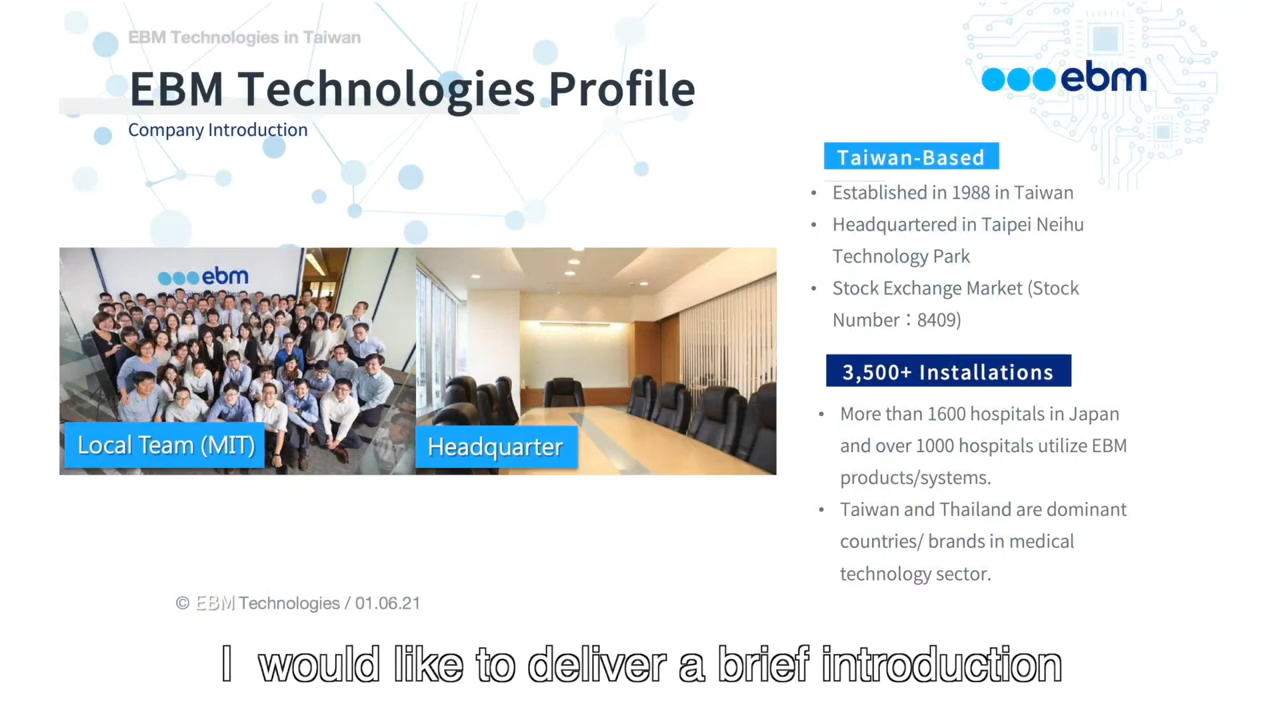 EBM Technologies in Taiwan
EBM Technologies Profile
Company Introduction
ebm
Taiwan-Based
• Established in 1988 in Taiwan
• Headquartered in Taipei Neihu
Technology Park
• Stock Exchange Market (Stock
Number：8409)
ebm
Local Team (MIT)
Headquarter
3,500+ Installations
• More than 1600 hospitals in Japan
and over 1000 hospitals utilize EBM
products/systems.
• Taiwan and Thailand are dominant
countries/ brands in medical
technology sector.
© EBM Technologies / 01.06.21
I would like to deliver a brief introduction